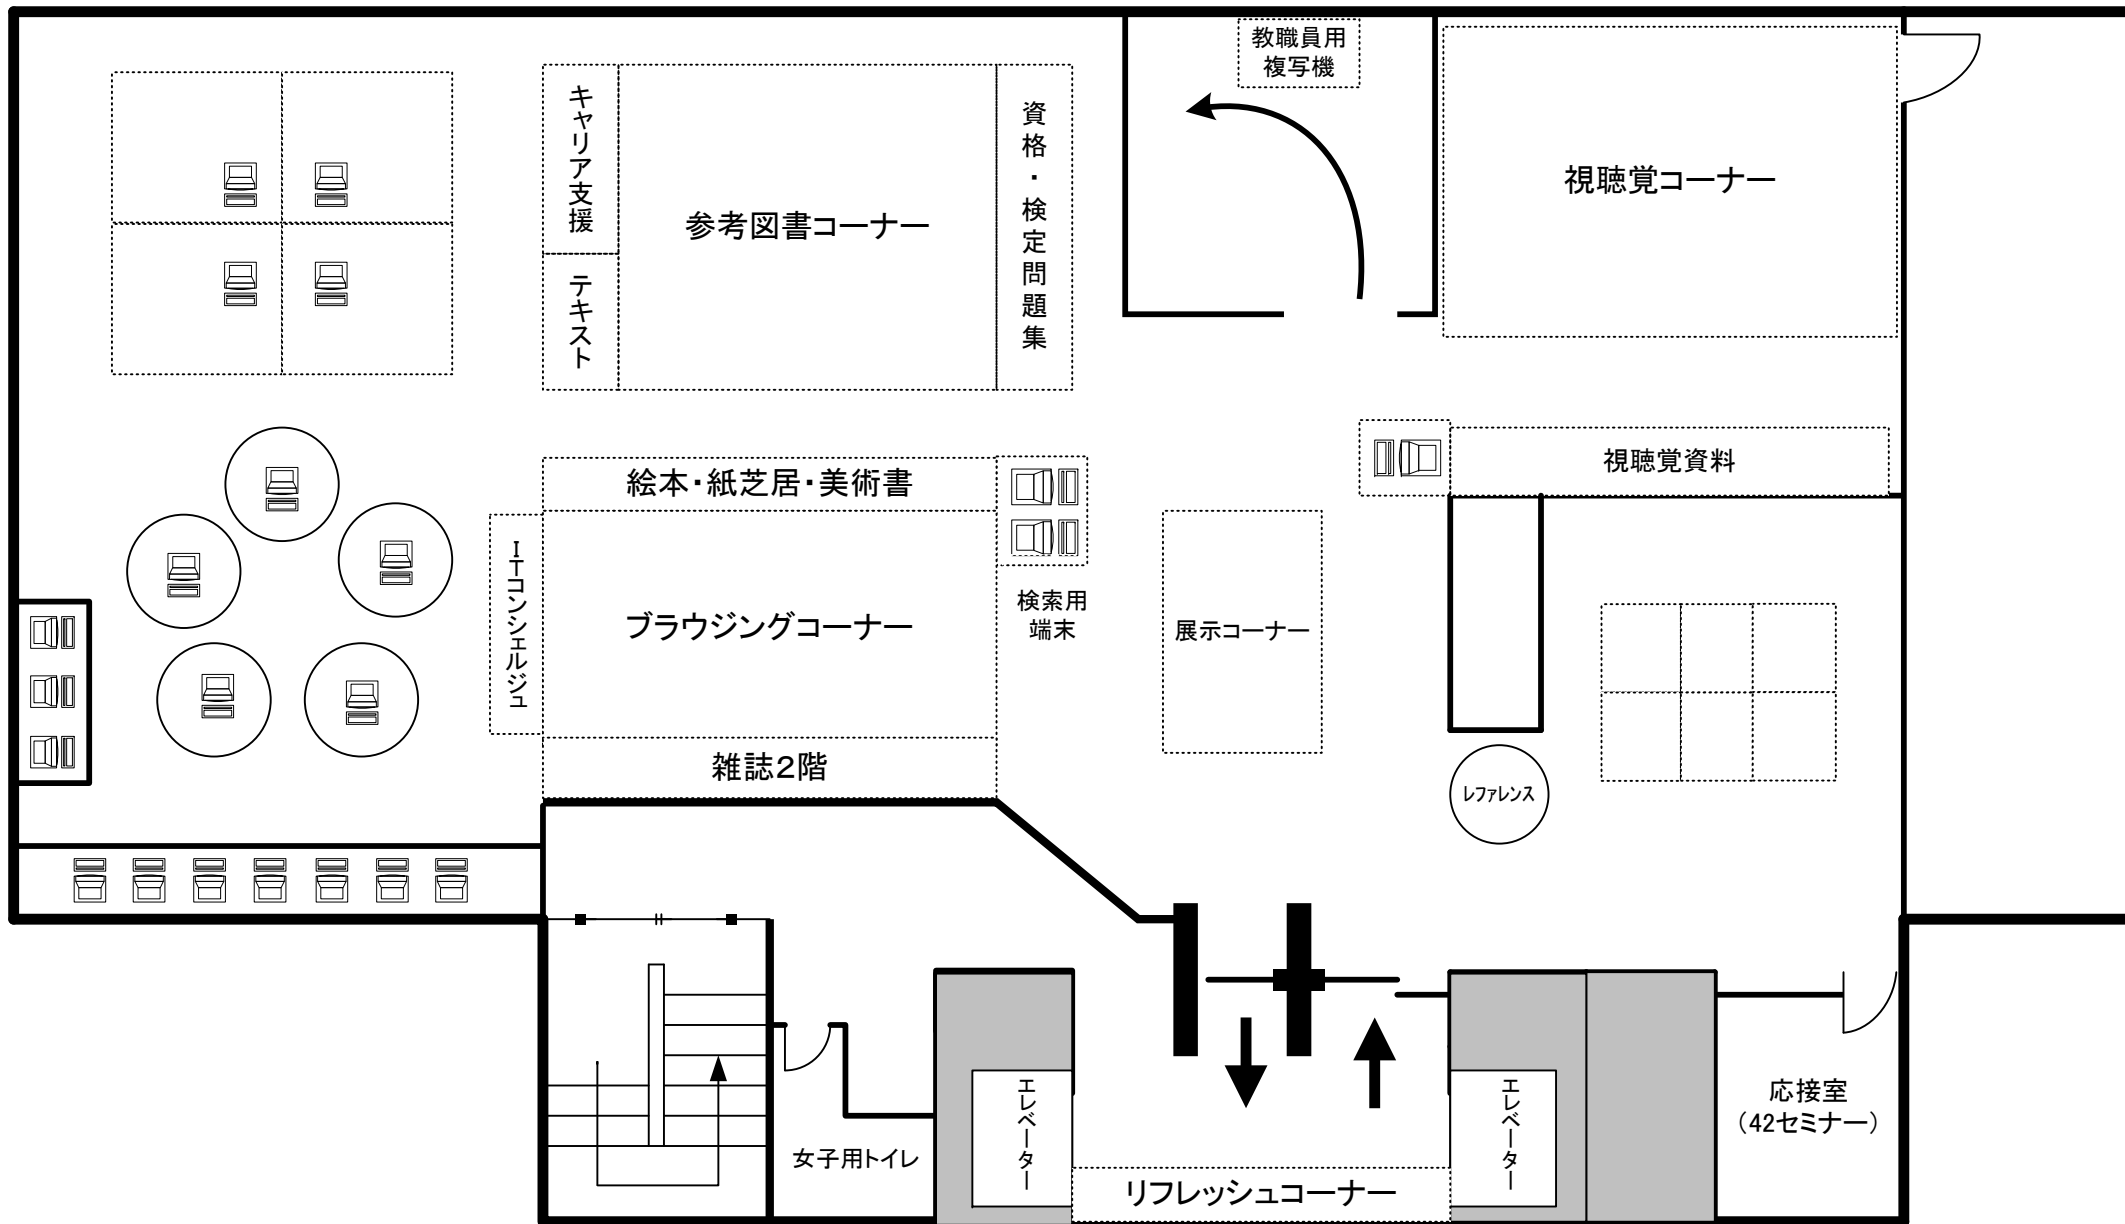 教職員用
複写機
キャリア支援
参考図書コーナー
資格・検定問題集
視聴覚コーナー
テキスト
視聴覚資料
絵本・紙芝居・美術書
ITコンシェルジュ
ブラウジングコーナー
検索用
端末
展示コーナー
雑誌2階
レファレンス
エレベーター
エレベーター
応接室
(42セミナー)
女子用トイレ
リフレッシュコーナー